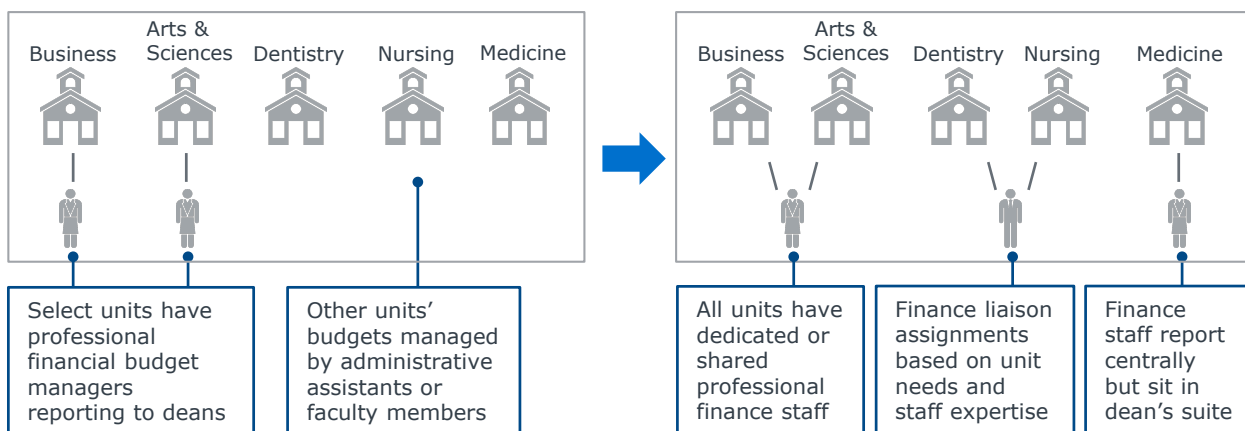 Business
Arts &
Sciences
Dentistry
Nursing
Medicine
Select units have
professional
financial budget
managers
reporting to deans
Other units’
budgets managed
by administrative
assistants or
faculty members
Business
Arts &
Sciences
Dentistry
Nursing
Medicine
All units have
dedicated or
shared
professional
finance staff
Finance liaison
assignments
based on unit
needs and
staff expertise
Finance
staff report
centrally
but sit in
dean’s suite